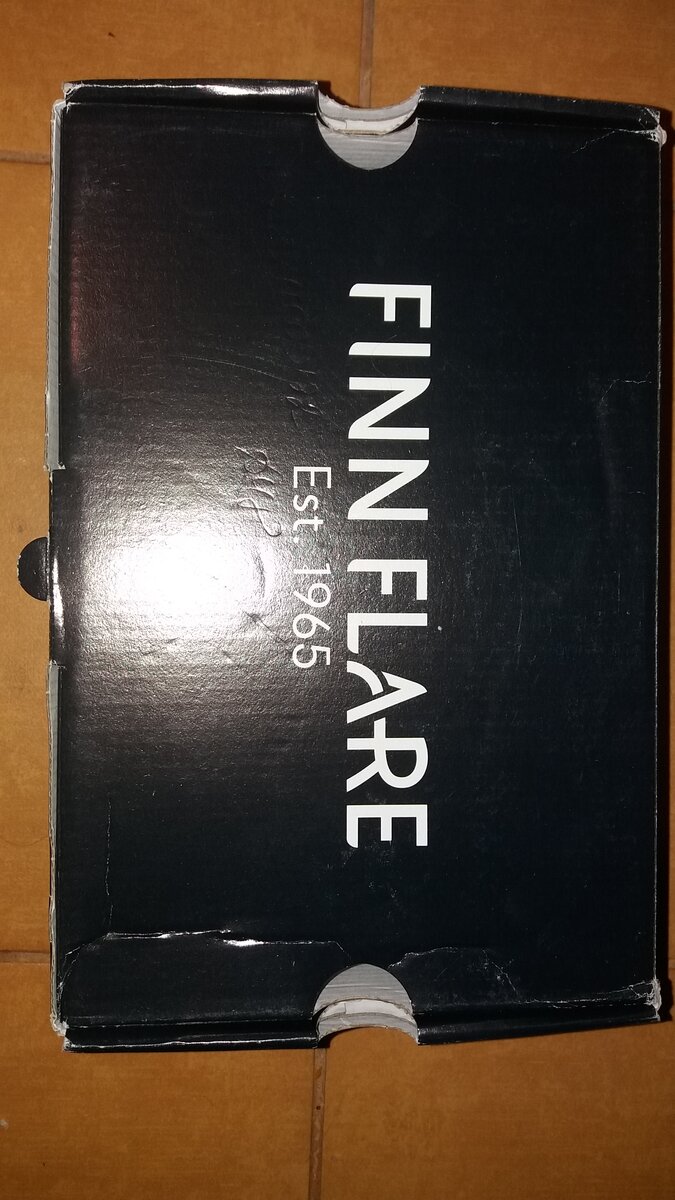 FINN FLARE
Est. 1965